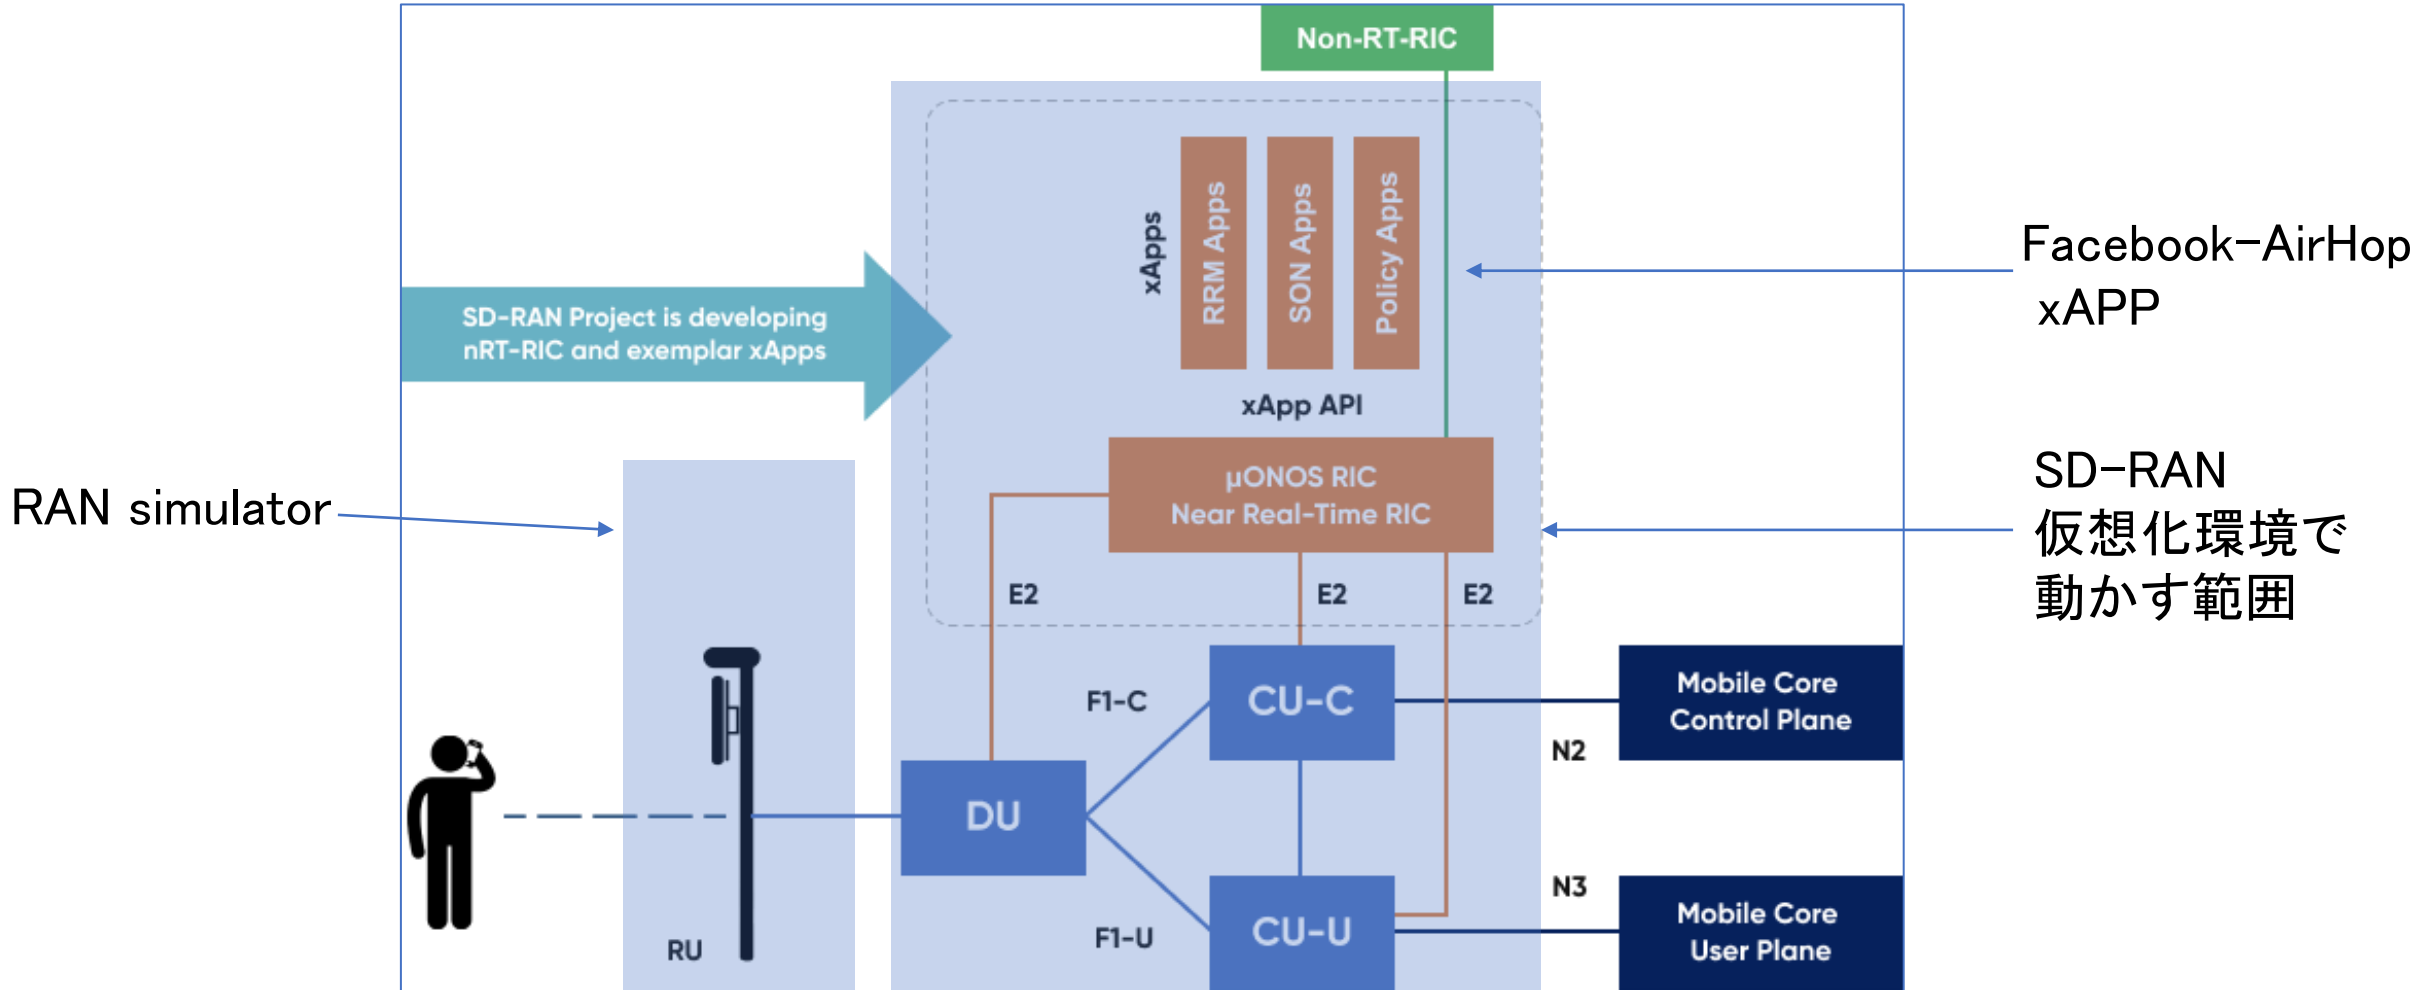 Non-RT-RIC
xApps
RRM Apps
SON Apps
Policy Apps
Facebook-AirHop
xAPP
SD-RAN Project is developing
nRT-RIC and exemplar xApps
xApp API
RAN simulator
μONOS RIC
Near Real-Time RIC
SD-RAN
仮想化環境で
動かす範囲
E2
E2
E2
F1-C
CU-C
Mobile Core
Control Plane
N2
DU
N3
F1-U
CU-U
Mobile Core
User Plane
RU